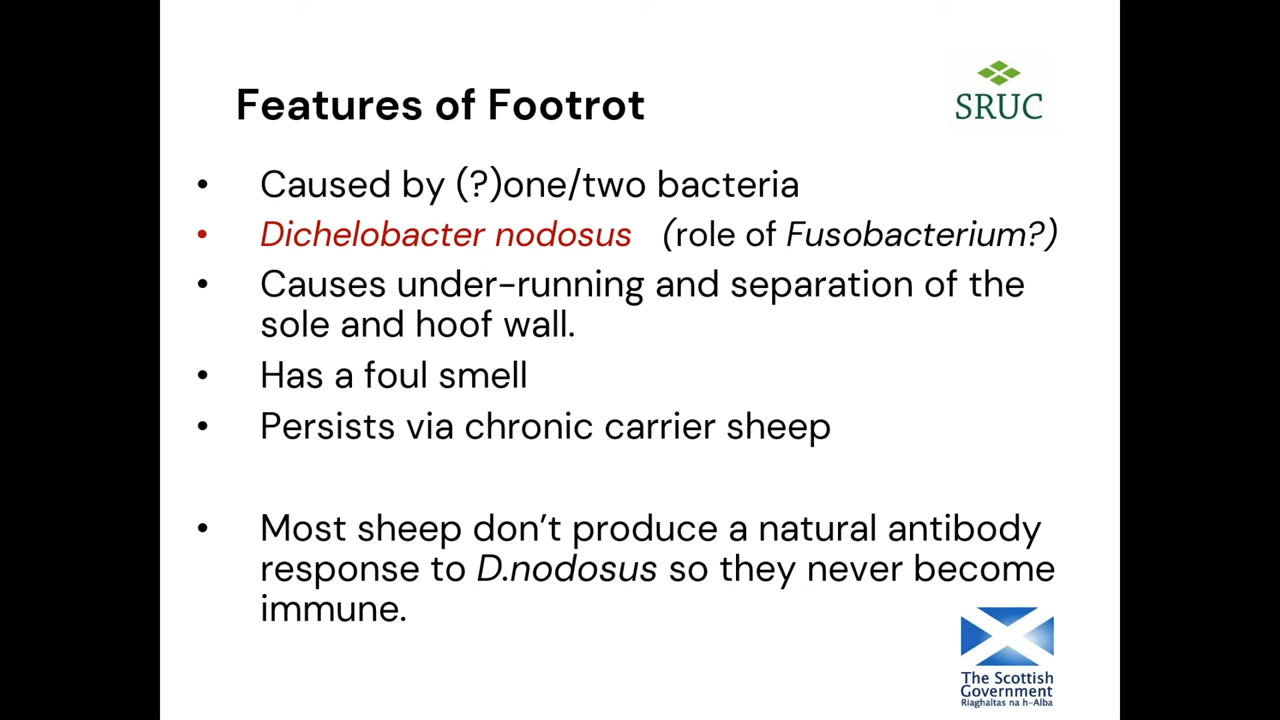 Features of Footrot
SRUC
• Caused by (?)one/two bacteria
• Dichelobacter nodosus (role of Fusobacterium?)
• Causes under-running and separation of the
sole and hoof wall.
• Has a foul smell
• Persists via chronic carrier sheep
• Most sheep don’t produce a natural antibody
response to D.nodosus so they never become
immune.
The Scottish
Government
Riaghaltas na h-Alba